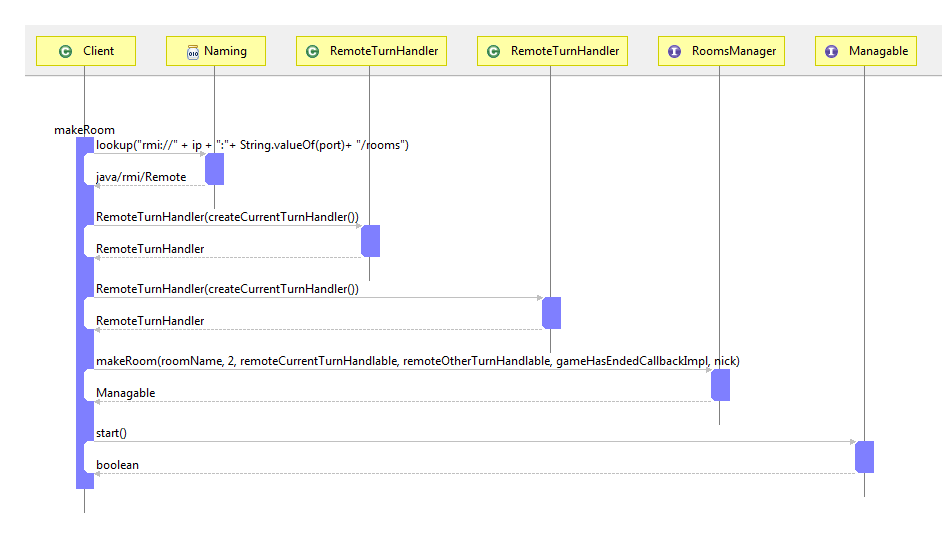 Client
Naming
RemoteTurnHandler
RemoteTurnHandler
RoomsManager
Managable
makeRoom
lookup("rmi://" + ip + ":"+ String.valueOf(port)+ "/rooms")
java/rmi/Remote
RemoteTurnHandler(createCurrentTurnHandler())
RemoteTurnHandler
RemoteTurnHandler(createCurrentTurnHandler())
RemoteTurnHandler
makeRoom(roomName, 2, remoteCurrentTurnHandlable, remoteOtherTurnHandlable, gameHasEndedCallbackImpl, nick)
Managable
start()
boolean